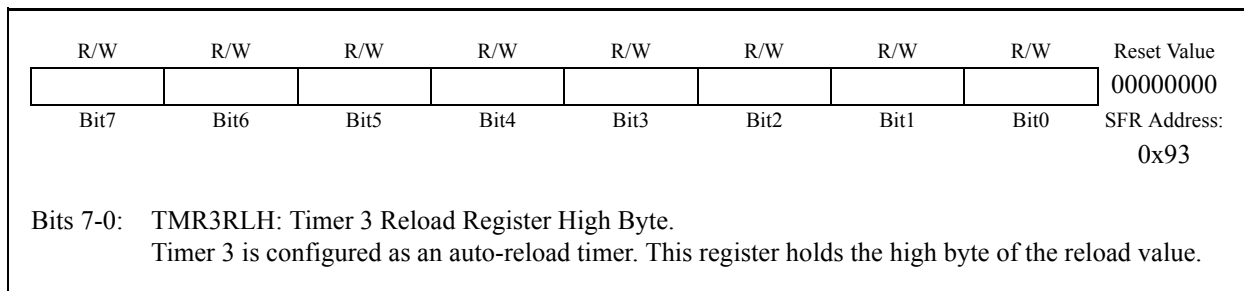 R/W R/W R/W R/W R/W R/W R/W R/W Reset Value
00000000
Bit7 Bit6 Bit5 Bit4 Bit3 Bit2 Bit1 Bit0 SFR Address:
0x93
Bits 7-0: TMR3RLH: Timer 3 Reload Register High Byte.
Timer 3 is configured as an auto-reload timer. This register holds the high byte of the reload value.